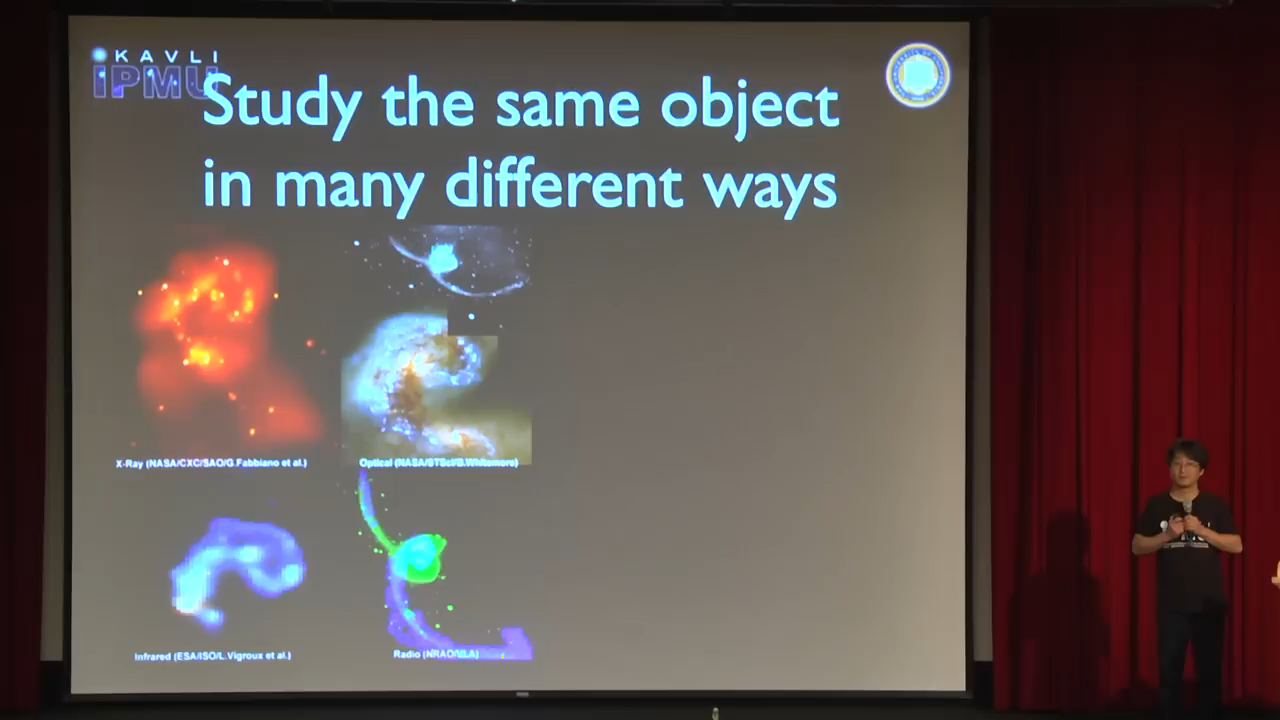 KAVLI
IPMU
Study the same object
in many different ways
X-Ray (NASA/CXC/SAO/G.Fabbiano et al.)
Optical (NASA/STScI/B.Whitemore)
Infrared (ESA/ISO/L.Vigroux et al.)
Radio (NRAO/VLA)